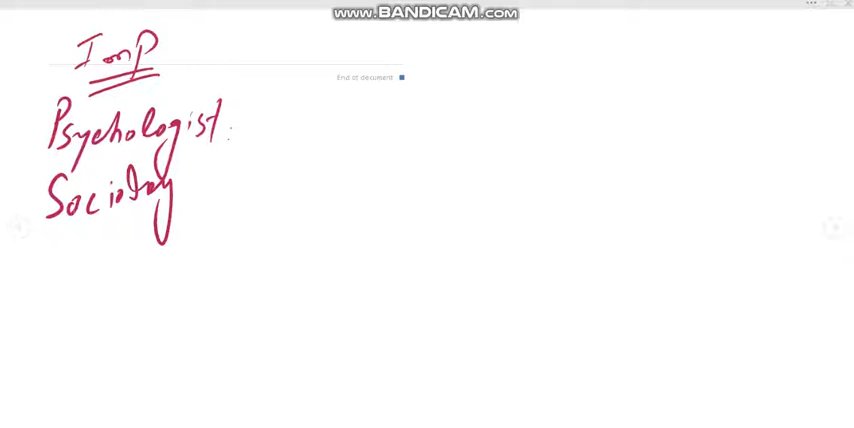 www.BANDICAM.com
Imp
End of document
Psychologist.
Sociology